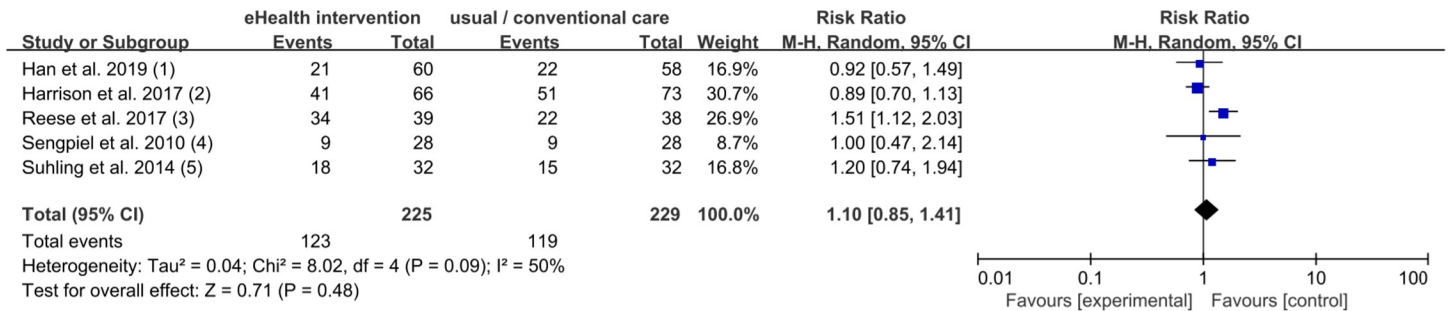 eHealth intervention usual / conventional care Risk Ratio Risk Ratio
Study or Subgroup Events Total Events Total Weight M-H, Random, 95% CI M-H, Random, 95% CI
Han et al. 2019 (1) 21 60 22 58 16.9% 0.92 [0.57, 1.49]
Harrison et al. 2017 (2) 41 66 51 73 30.7% 0.89 [0.70, 1.13]
Reese et al. 2017 (3) 34 39 22 38 26.9% 1.51 [1.12, 2.03]
Sengpiel et al. 2010 (4) 9 28 9 28 8.7% 1.00 [0.47, 2.14]
Suhling et al. 2014 (5) 18 32 15 32 16.8% 1.20 [0.74, 1.94]
Total (95% CI) 225 229 100.0% 1.10 [0.85, 1.41]
Total events 123 119
Heterogeneity: Tau² = 0.04; Chi² = 8.02, df = 4 (P = 0.09); I² = 50%
Test for overall effect: Z = 0.71 (P = 0.48)
0.01 0.1 1 10 100
Favours [experimental] Favours [control]